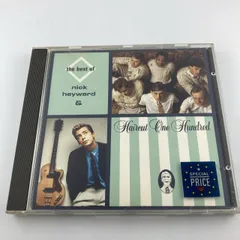 the best of
nick
heyward
&
Haircut One Hundred
SPECIAL
PRICE